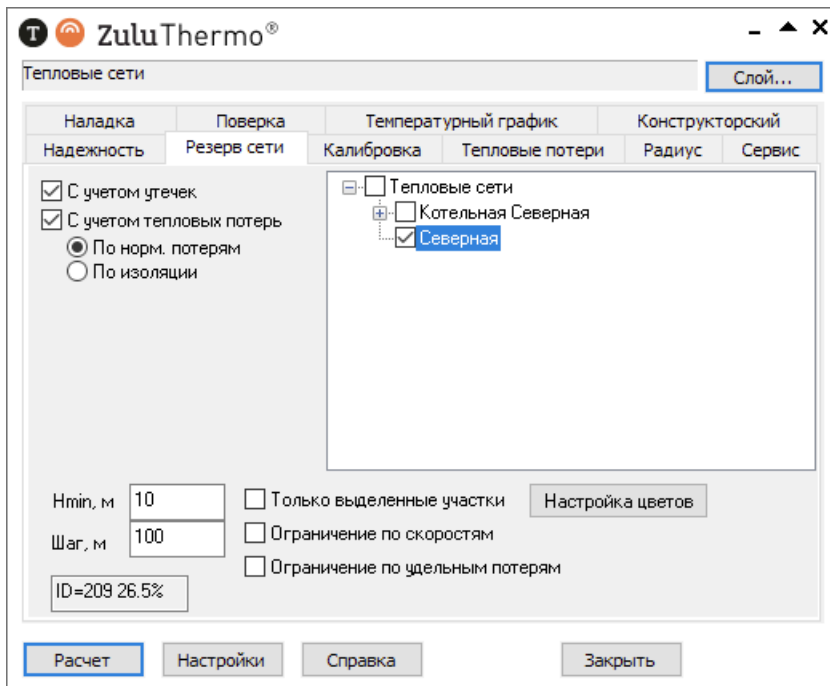 T ZuluThermo®
Тепловые сети
Слой...
Наладка Поверка Температурный график Конструкторский
Надежность Резерв сети Калибровка Тепловые потери Радиус Сервис
С учетом утечек
С учетом тепловых потерь
По норм. потерям
По изоляции
Тепловые сети
Котельная Северная
Северная
Hmin, м 10
Шаг, м 100
ID=209 26.5%
Только выделенные участки
Ограничение по скоростям
Ограничение по удельным потерям
Настройка цветов
Расчет Настройки Справка Закрыть